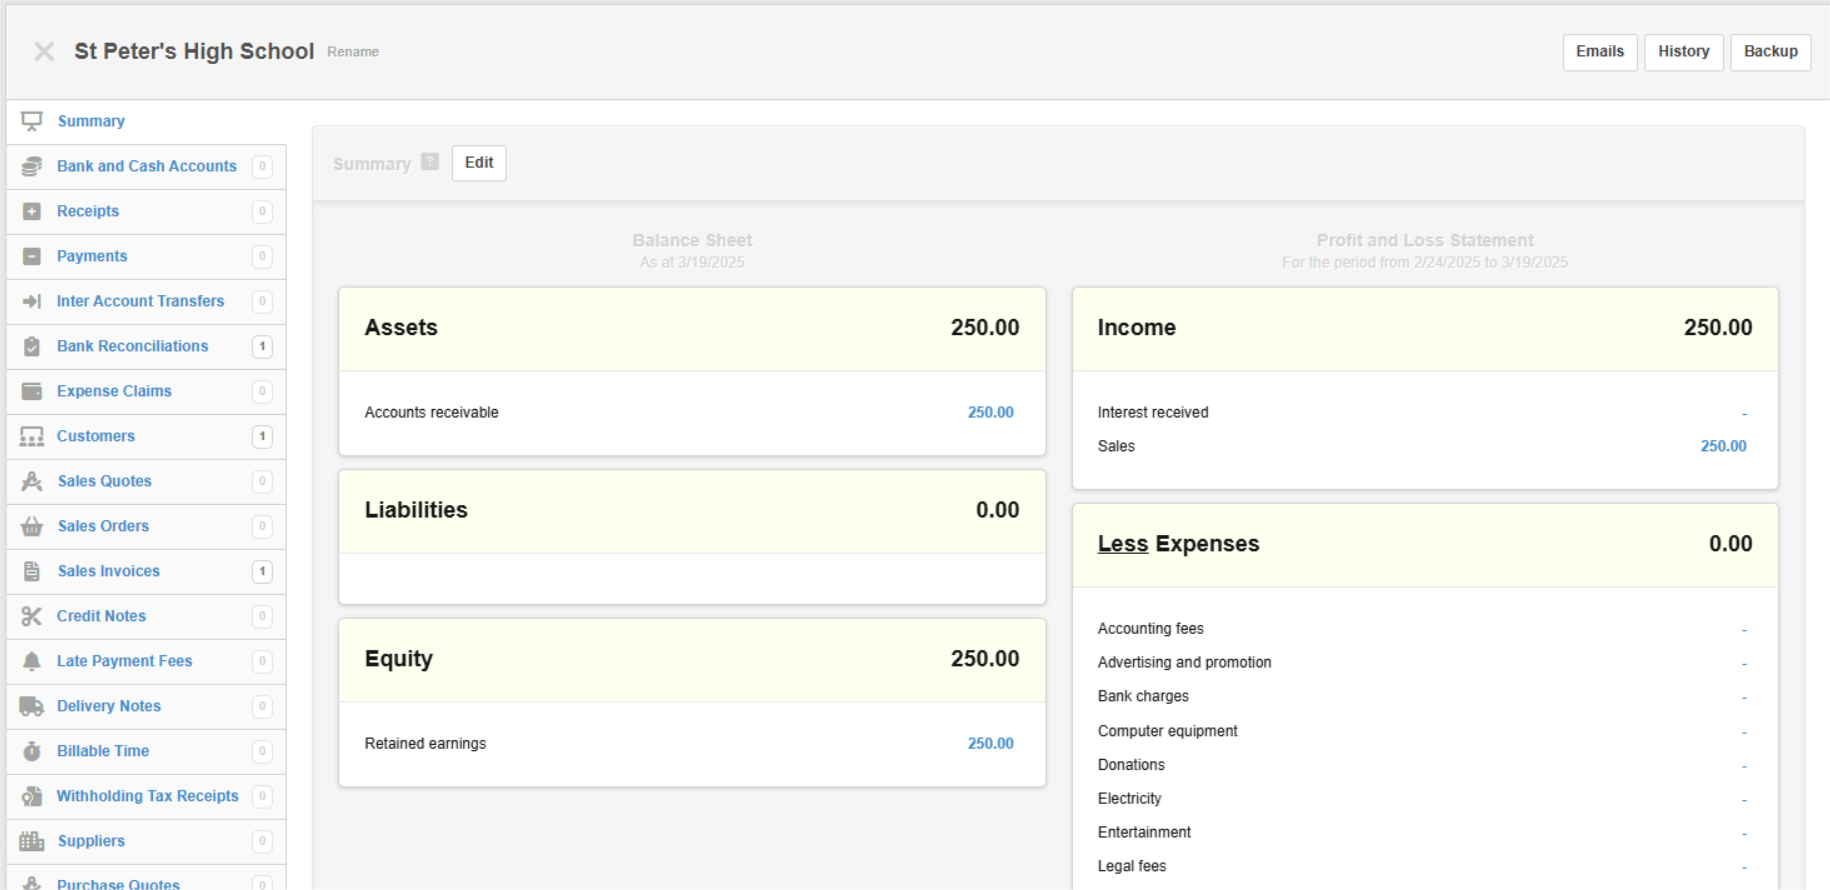 St Peter's High School Rename
Emails History Backup
Summary
Bank and Cash Accounts 0
Receipts 0
Payments 0
Inter Account Transfers 0
Bank Reconciliations 1
Expense Claims 0
Customers 1
Sales Quotes 0
Sales Orders 0
Sales Invoices 1
Credit Notes 0
Late Payment Fees 0
Delivery Notes 0
Billable Time 0
Withholding Tax Receipts 0
Suppliers 0
Purchase Quotes 0
Summary ? Edit
Balance Sheet
As at 3/19/2025
Assets 250.00
Accounts receivable 250.00
Liabilities 0.00
Equity 250.00
Retained earnings 250.00
Profit and Loss Statement
For the period from 2/24/2025 to 3/19/2025
Income 250.00
Interest received -
Sales 250.00
Less Expenses 0.00
Accounting fees -
Advertising and promotion -
Bank charges -
Computer equipment -
Donations -
Electricity -
Entertainment -
Legal fees -